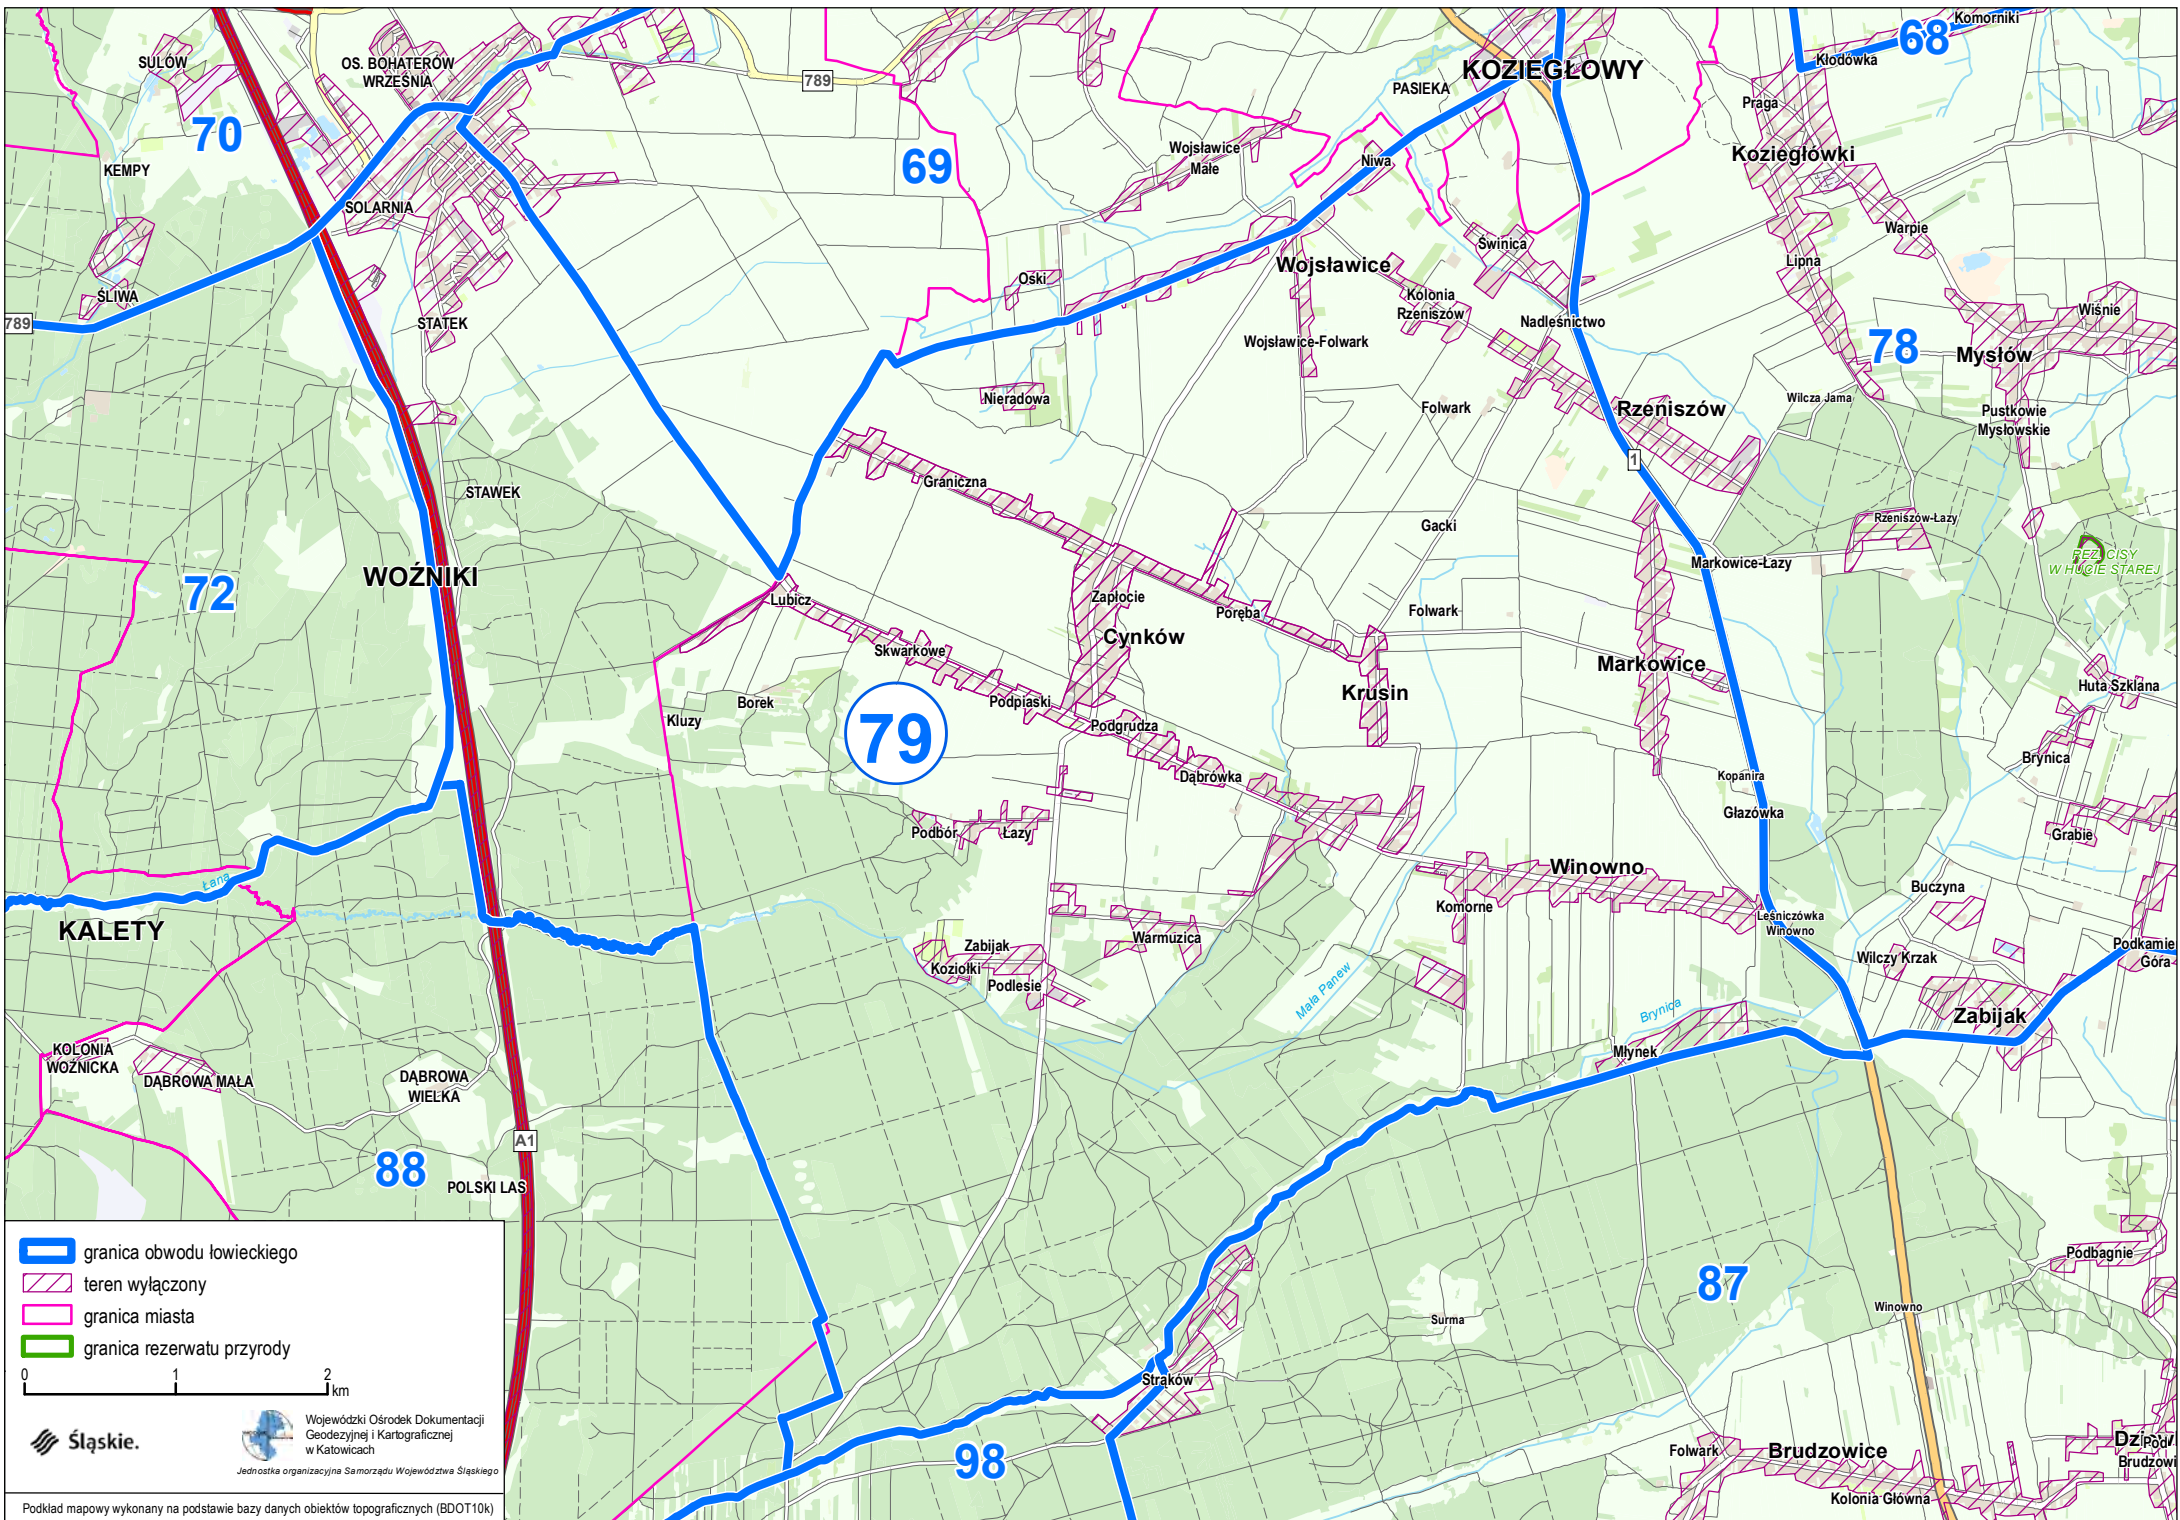 Komorniki
68
SULÓW
OS. BOHATERÓW
WRZEŚNIA
Kłodówka
KOZIEGŁOWY
789
PASIEKA
Praga
70
69
Wojsławice
Małe
Niwa
Koziegłówki
KEMPY
SOLARNIA
Warpie
Świnica
Lipna
Wojsławice
Oski
ŚLIWA
Kolonia
Rzeniszów
Wiśnie
789
STATEK
Nadleśnictwo
Wojsławice-Folwark
78
Mysłów
Nieradowa
Wilcza Jama
Folwark
Rzeniszów
Pustkowie
Mysłowskie
1
Graniczna
STAWEK
Rzeniszów-Łazy
Gacki
REZ. CISY
W HUCIE STAREJ
Markowice-Łazy
WOŹNIKI
72
Lubicz
Zapłocie
Poręba
Folwark
Cynków
Skwarkowe
Markowice
Krusin
Huta Szklana
Borek
Podpiaski
Kluzy
Podgrudza
79
Brynica
Dąbrówka
Kopanira
Głazówka
Podbór
Łazy
Grabie
Winowno
Łana
Buczyna
Komorne
Leśniczówka
Winowno
KALETY
Warmuzica
Zabijak
Podkamie
Góra
Wilczy Krzak
Koziołki
Podlesie
Mała Panew
Brynica
Zabijak
KOLONIA
WOŹNICKA
Młynek
DĄBROWA MAŁA
DĄBROWA
WIELKA
A1
88
POLSKI LAS
Podbagnie
87
Winowno
Surma
Strąków
98
Folwark
Brudzowice
Pod
Brudzowi
Kolonia Główna
granica obwodu łowieckiego
teren wyłączony
granica miasta
granica rezerwatu przyrody
0 1 2
km
Śląskie.
Wojewódzki Ośrodek Dokumentacji
Geodezyjnej i Kartograficznej
w Katowicach
Jednostka organizacyjna Samorządu Województwa Śląskiego
Podkład mapowy wykonany na podstawie bazy danych obiektów topograficznych (BDOT10k)